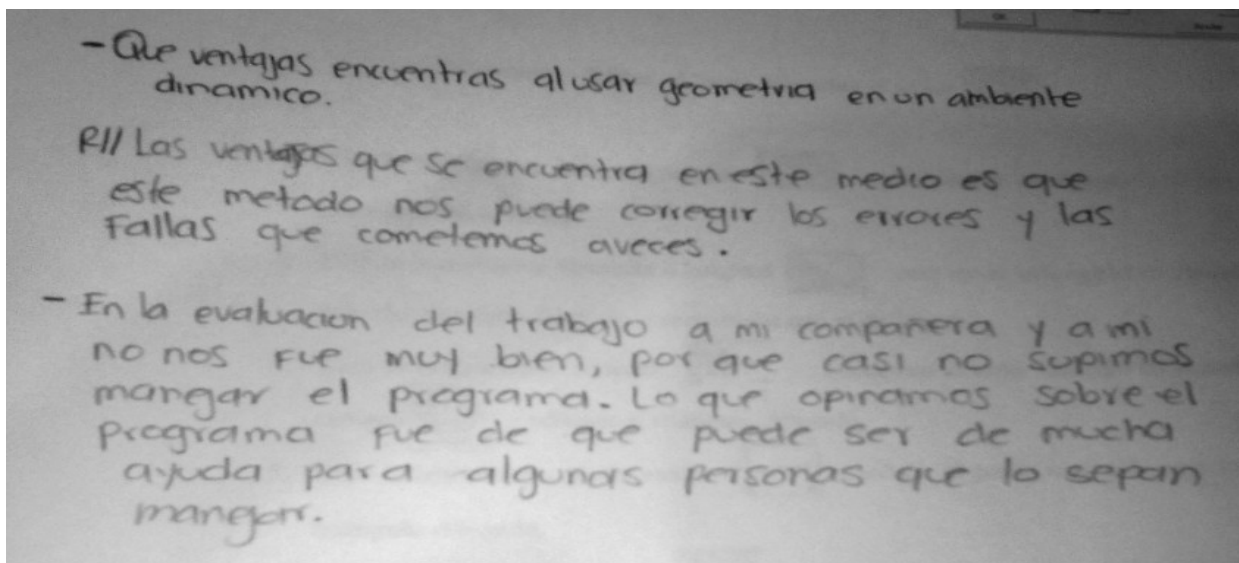 - Que ventajas encuentras al usar geometria en un ambiente
dinamico.
R// Las ventajas que se encuentra en este medio es que
este metodo nos puede corregir los errores y las
Fallas que cometemos aveces.
- En la evaluacion del trabajo a mi compañera y a mi
no nos fue muy bien, por que casi no supimos
mangar el programa. Lo que opinamos sobre el
programa fue de que puede ser de mucha
ayuda para algunas personas que lo sepan
mangar.